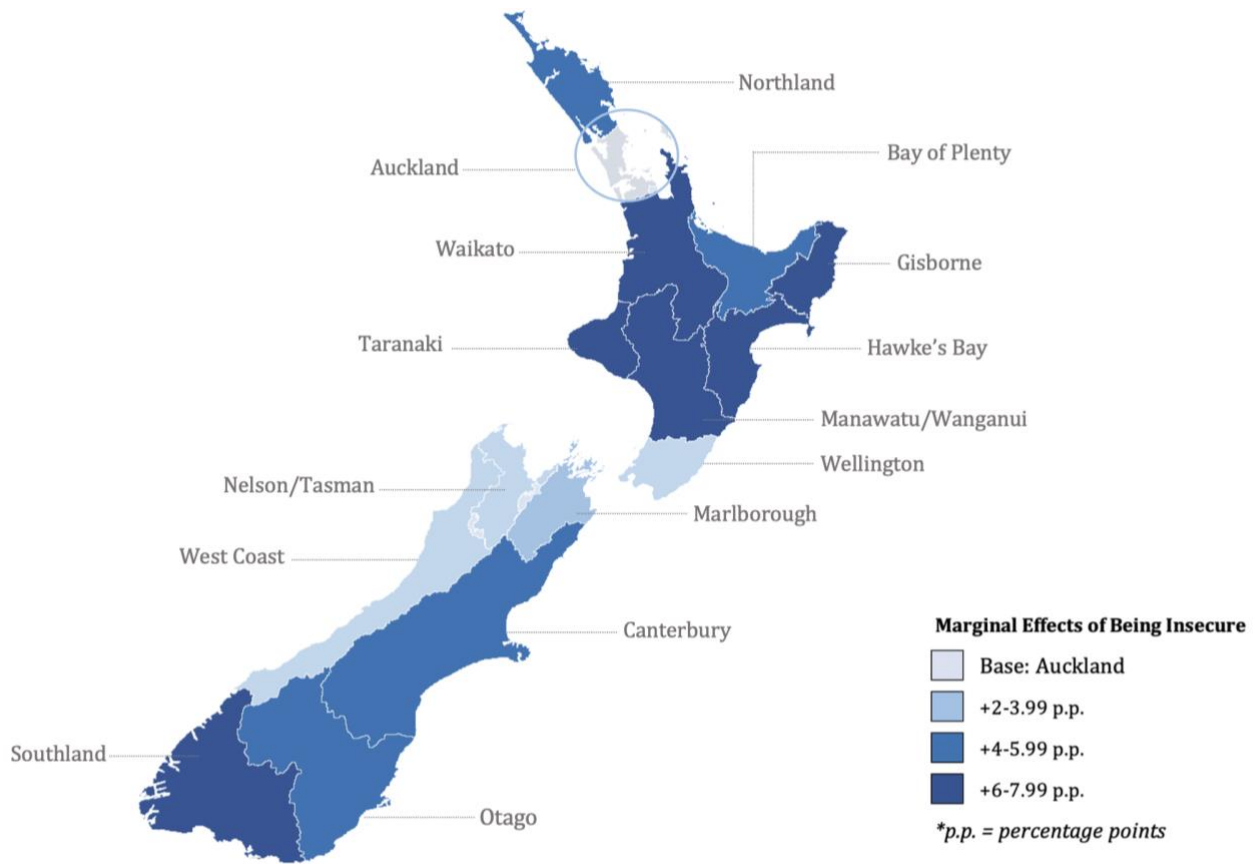 Northland
Bay of Plenty
Auckland
Waikato
Gisborne
Taranaki
Hawke's Bay
Manawatu/Wanganui
Wellington
Nelson/Tasman
Marlborough
West Coast
Canterbury
Marginal Effects of Being Insecure
Base: Auckland
+2-3.99 p.p.
+4-5.99 p.p.
+6-7.99 p.p.
*p.p. = percentage points
Southland
Otago